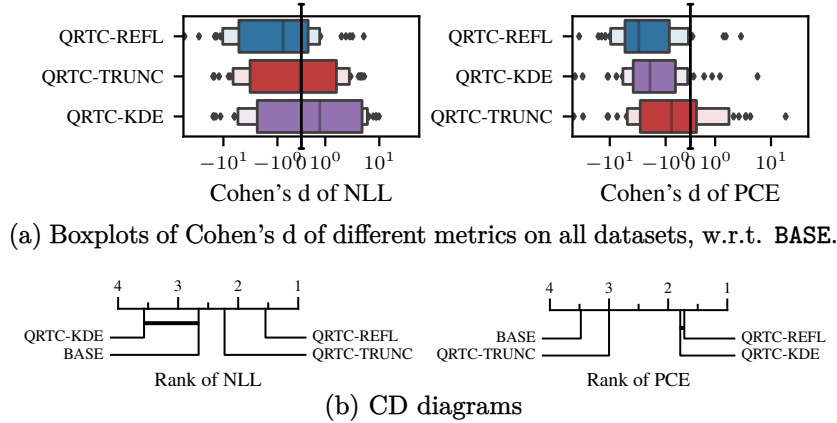 QRTC-REFL
QRTC-TRUNC
QRTC-KDE
−10¹ −10⁰ 0 10⁰ 10¹
Cohen's d of NLL
QRTC-REFL
QRTC-KDE
QRTC-TRUNC
−10¹ −10⁰ 0 10⁰ 10¹
Cohen's d of PCE
(a) Boxplots of Cohen's d of different metrics on all datasets, w.r.t. BASE.
4 3 2 1
QRTC-KDE QRTC-REFL
BASE QRTC-TRUNC
Rank of NLL
4 3 2 1
BASE QRTC-REFL
QRTC-TRUNC QRTC-KDE
Rank of PCE
(b) CD diagrams